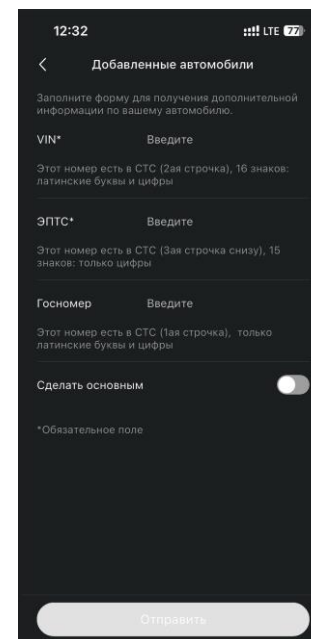 12:32 LTE 77
Добавленные автомобили
Заполните форму для получения дополнительной
информации по вашему автомобилю.
VIN* Введите
Этот номер есть в СТС (2ая строчка), 16 знаков:
латинские буквы и цифры
ЭПТС* Введите
Этот номер есть в СТС (3ая строчка снизу), 15
знаков: только цифры
Госномер Введите
Этот номер есть в СТС (1ая строчка), только
латинские буквы и цифры
Сделать основным
*Обязательное поле
Отправить